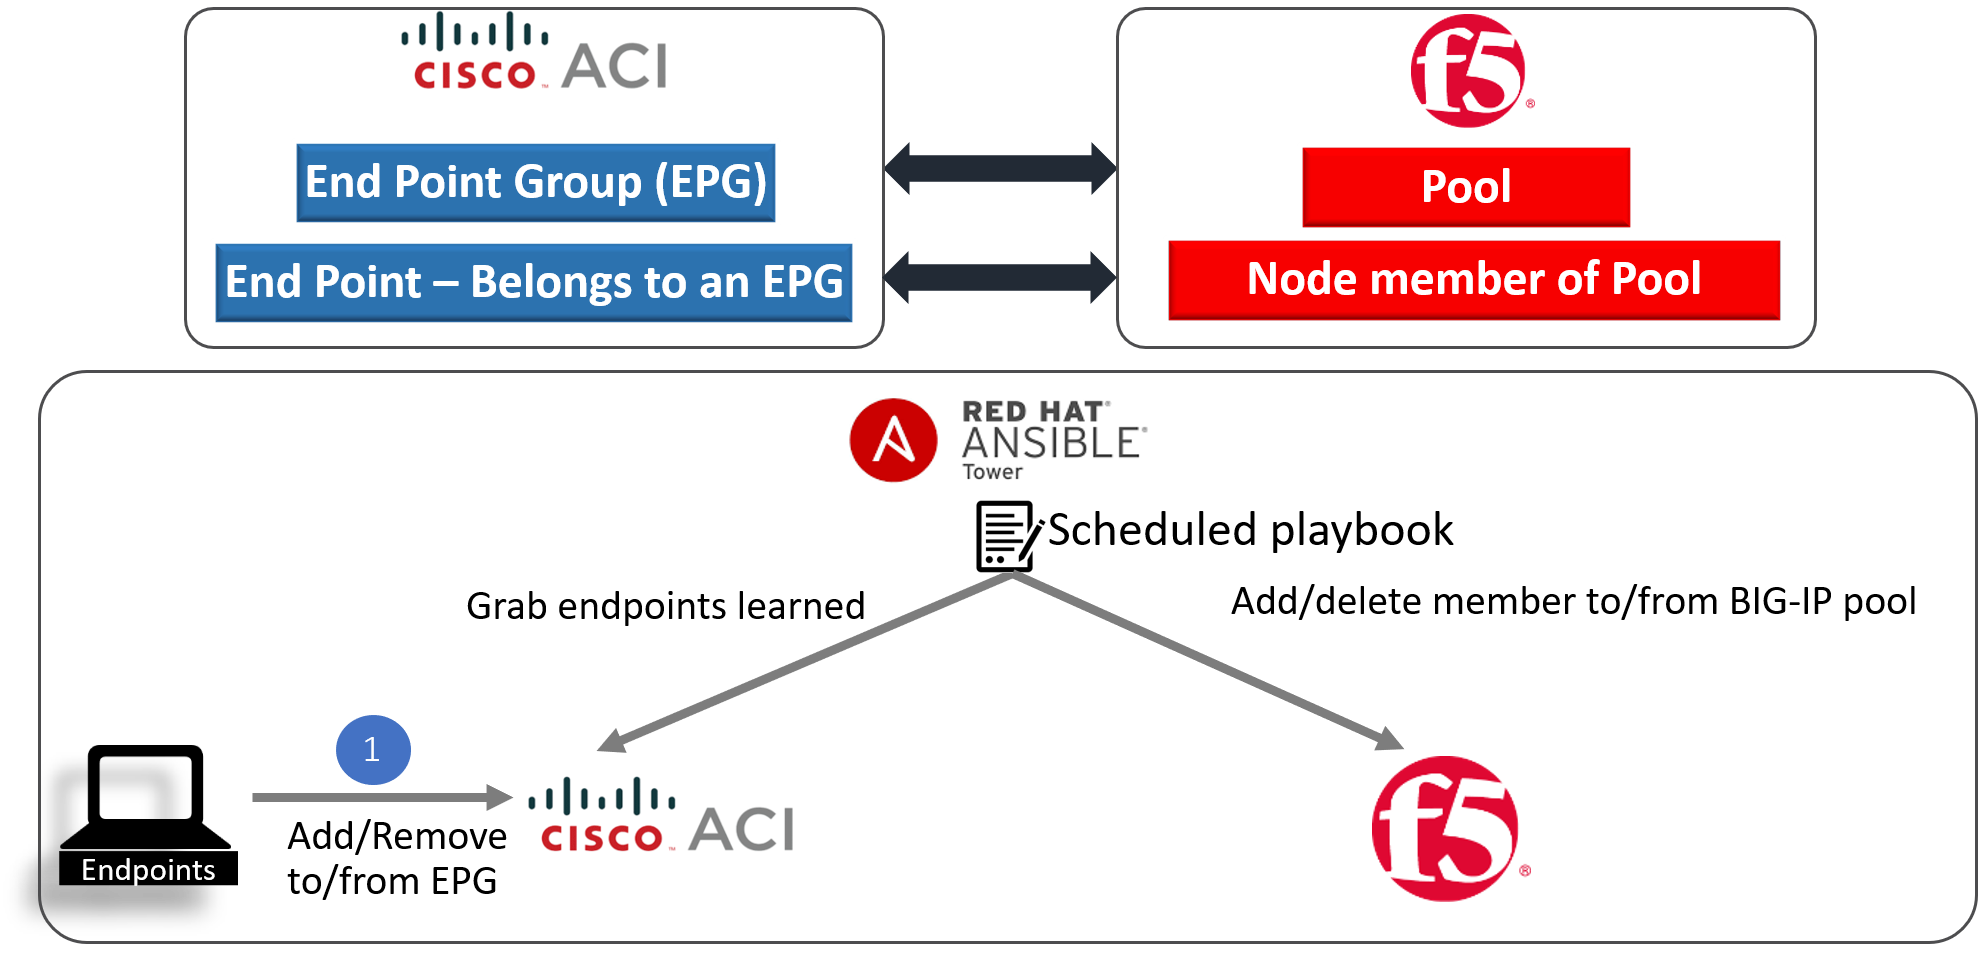 CISCO™ ACI
f5®
End Point Group (EPG)
Pool
End Point – Belongs to an EPG
Node member of Pool
A
RED HAT®
ANSIBLE®
Tower
Scheduled playbook
Grab endpoints learned
Add/delete member to/from BIG-IP pool
1
Endpoints
Add/Remove
to/from EPG
CISCO™ ACI
f5®